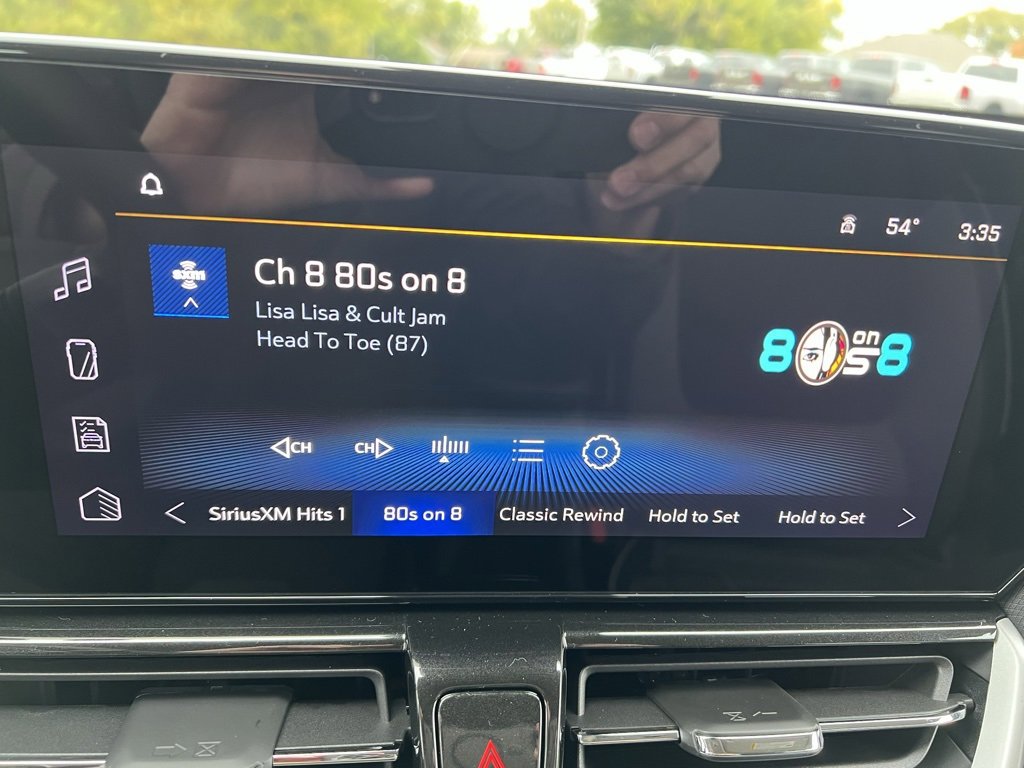 54° 3:35
sxm
Ch 8 80s on 8
Lisa Lisa & Cult Jam
Head To Toe (87)
80s on 8
CH CH
SiriusXM Hits 1 80s on 8 Classic Rewind Hold to Set Hold to Set